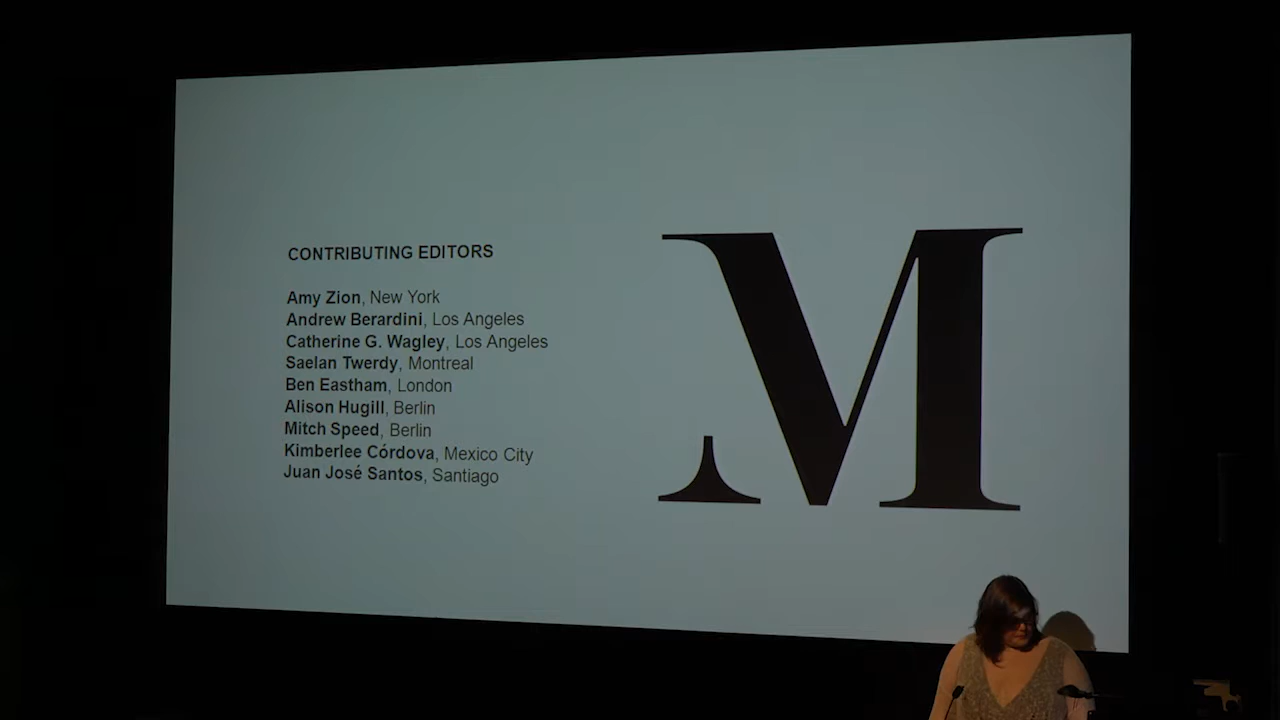 CONTRIBUTING EDITORS
Amy Zion, New York
Andrew Berardini, Los Angeles
Catherine G. Wagley, Los Angeles
Saelan Twerdy, Montreal
Ben Eastham, London
Alison Hugill, Berlin
Mitch Speed, Berlin
Kimberlee Córdova, Mexico City
Juan José Santos, Santiago
M